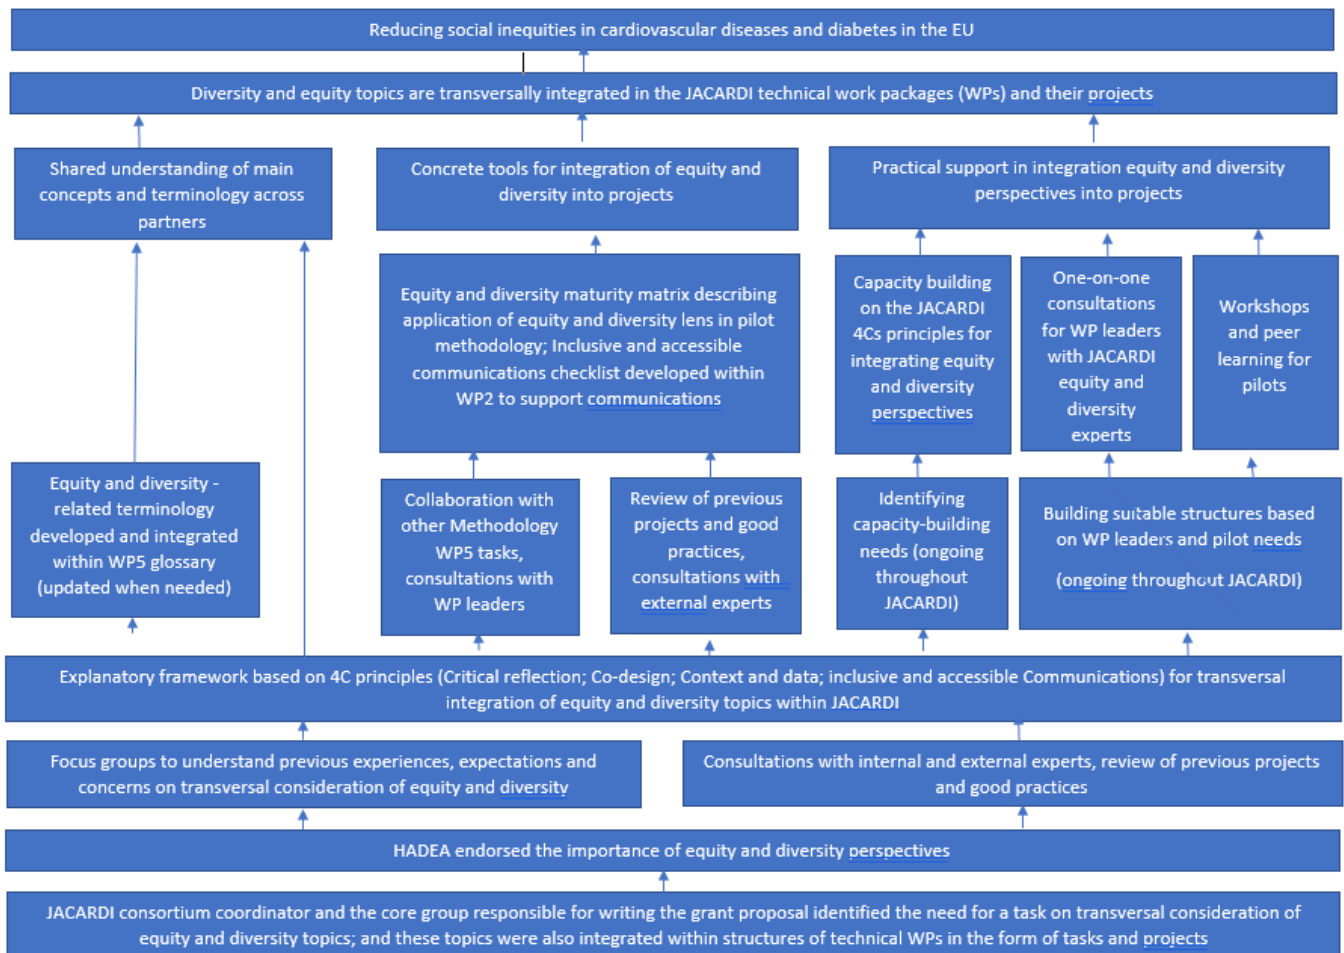 Reducing social inequities in cardiovascular diseases and diabetes in the EU
Diversity and equity topics are transversally integrated in the JACARDI technical work packages (WPs) and their projects
Shared understanding of main
concepts and terminology across
partners
Concrete tools for integration of equity and
diversity into projects
Practical support in integration equity and diversity
perspectives into projects
Equity and diversity maturity matrix describing
application of equity and diversity lens in pilot
methodology; Inclusive and accessible
communications checklist developed within
WP2 to support communications
Capacity building
on the JACARDI
4Cs principles for
integrating equity
and diversity
perspectives
One-on-one
consultations
for WP leaders
with JACARDI
equity and
diversity
experts
Workshops
and peer
learning for
pilots
Equity and diversity -
related terminology
developed and integrated
within WP5 glossary
(updated when needed)
Collaboration with
other Methodology
WP5 tasks,
consultations with
WP leaders
Review of previous
projects and good
practices,
consultations with
external experts
Identifying
capacity-building
needs (ongoing
throughout
JACARDI)
Building suitable structures based
on WP leaders and pilot needs
(ongoing throughout JACARDI)
Explanatory framework based on 4C principles (Critical reflection; Co-design; Context and data; inclusive and accessible Communications) for transversal
integration of equity and diversity topics within JACARDI
Focus groups to understand previous experiences, expectations and
concerns on transversal consideration of equity and diversity
Consultations with internal and external experts, review of previous projects
and good practices
HADEA endorsed the importance of equity and diversity perspectives
JACARDI consortium coordinator and the core group responsible for writing the grant proposal identified the need for a task on transversal consideration of
equity and diversity topics; and these topics were also integrated within structures of technical WPs in the form of tasks and projects